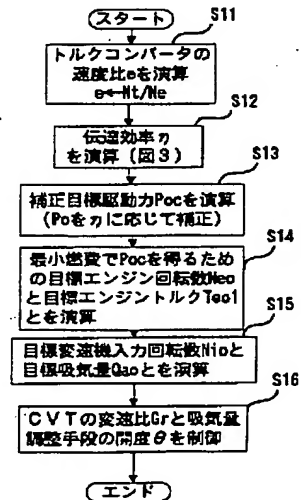 スタート
S11
トルクコンバータの
速度比eを演算
e←Nt/Ne
S12
伝達効率η
を演算（図3）
S13
補正目標駆動力Pocを演算
(Poをηに応じて補正)
S14
最小燃費でPocを得るため
の目標エンジン回転数Neo
と目標エンジントルクTeo1
とを演算
S15
目標変速機入力回転数Nioと
目標吸気量Qaoとを演算
S16
CVTの変速比Grと吸気量
調整手段の開度θを制御
エンド